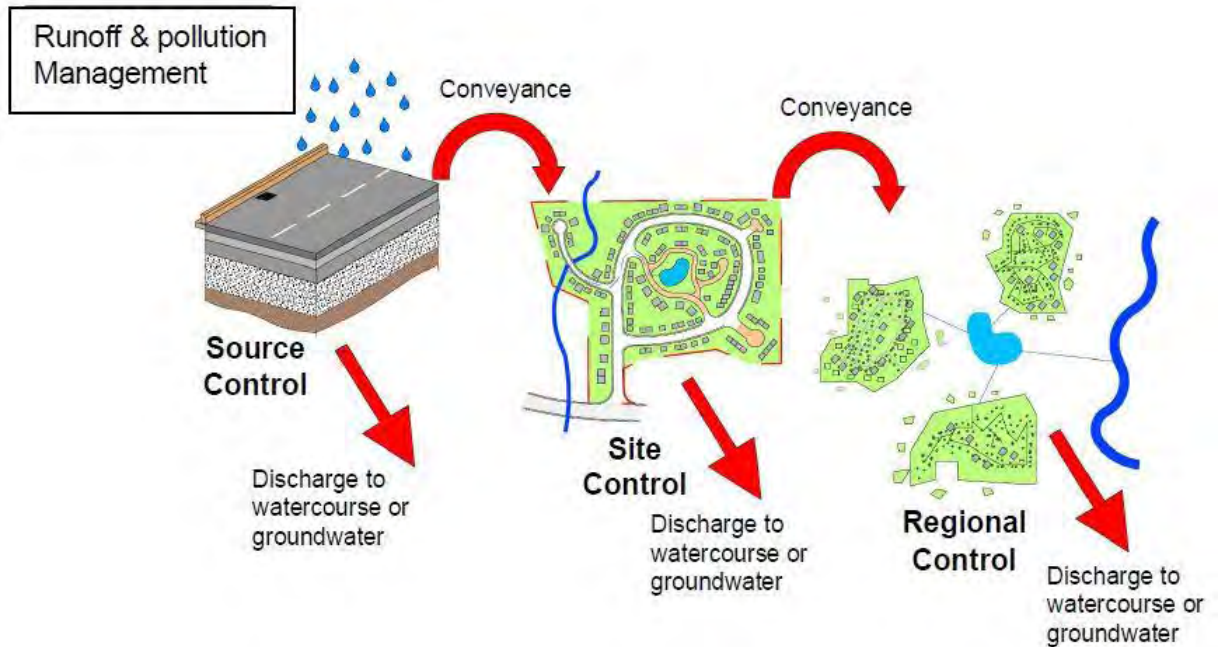 Runoff & pollution
Management
Conveyance
Conveyance
Source
Control
Discharge to
watercourse or
groundwater
Site
Control
Discharge to
watercourse or
groundwater
Regional
Control
Discharge to
watercourse or
groundwater